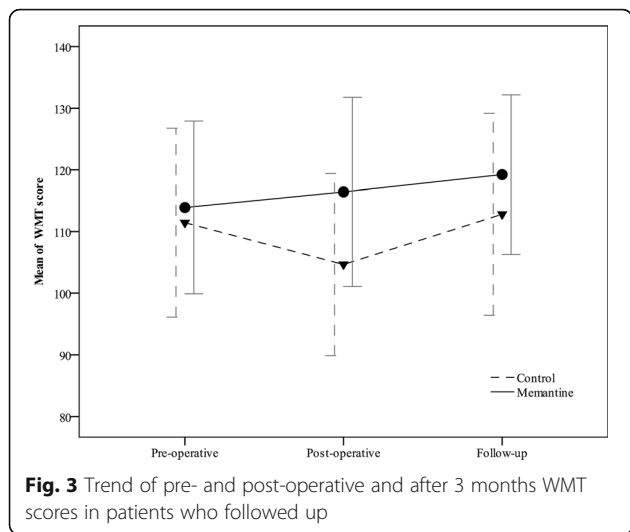 140
130
120
110
100
90
80
Mean of WMT score
Control
Memantine
Pre-operative Post-operative Follow-up
Fig. 3 Trend of pre- and post-operative and after 3 months WMT
scores in patients who followed up